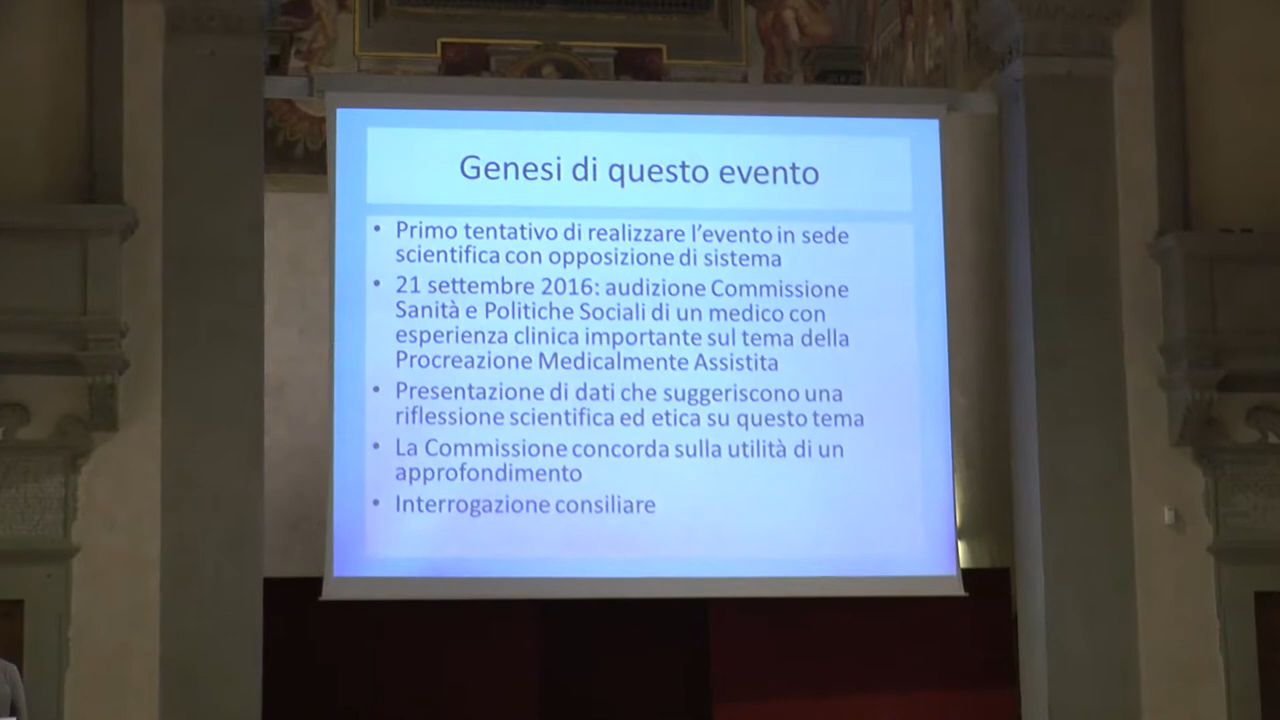 Genesi di questo evento
• Primo tentativo di realizzare l'evento in sede
scientifica con opposizione di sistema
• 21 settembre 2016: audizione Commissione
Sanità e Politiche Sociali di un medico con
esperienza clinica importante sul tema della
Procreazione Medicalmente Assistita
• Presentazione di dati che suggeriscono una
riflessione scientifica ed etica su questo tema
• La Commissione concorda sulla utilità di un
approfondimento
• Interrogazione consiliare